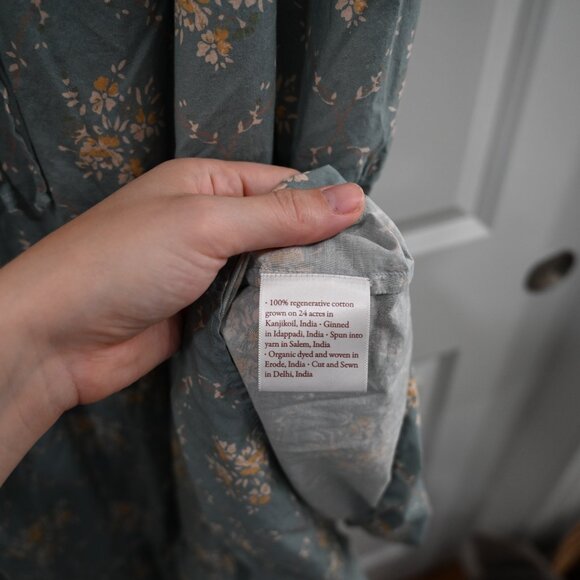 · 100% regenerative cotton
grown on 24 acres in
Kanjikoil, India · Ginned
in Idappadi, India · Spun into
yarn in Salem, India
· Organic dyed and woven in
Erode, India · Cut and Sewn
in Delhi, India